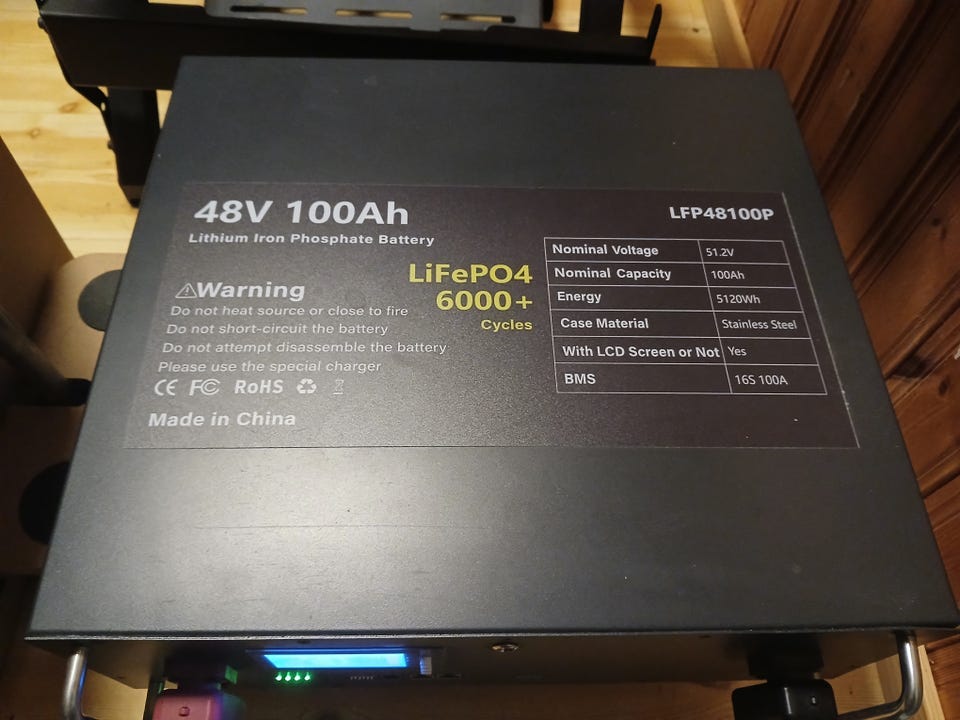 48V 100Ah
Lithium Iron Phosphate Battery
LiFePO4
6000+
Cycles
⚠Warning
Do not heat source or close to fire
Do not short-circuit the battery
Do not attempt disassemble the battery
Please use the special charger
CE FC RoHS
Made in China
LFP48100P
Nominal Voltage 51.2V
Nominal Capacity 100Ah
Energy 5120Wh
Case Material Stainless Steel
With LCD Screen or Not Yes
BMS 16S 100A